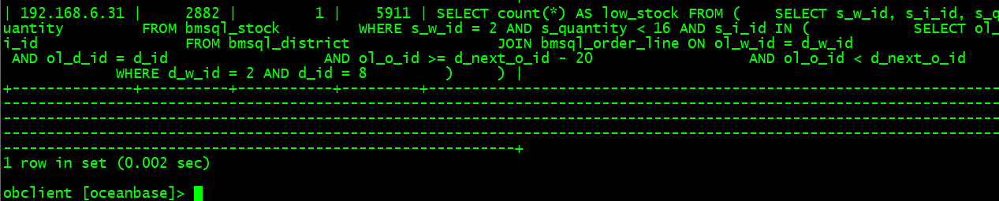 | 192.168.6.31 |     2882 |         1 |    5911 | SELECT count(*) AS low_stock FROM (    SELECT s_w_id, s_i_id, s_q
uantity         FROM bmsql_stock         WHERE s_w_id = 2 AND s_quantity < 16 AND s_i_id IN (            SELECT ol_
i_id                 FROM bmsql_district                 JOIN bmsql_order_line ON ol_w_id = d_w_id
 AND ol_d_id = d_id                  AND ol_o_id >= d_next_o_id - 20                  AND ol_o_id < d_next_o_id
             WHERE d_w_id = 2 AND d_id = 8         )     ) |
+--------------+----------+-----------+---------+------------------------------------------------------------------
-------------------------------------------------------------------------------------------------------------------
-------------------------------------------------------------------------------------------------------------------
-------------------------------------------------------------------------------------------------------------------
-----------------------------------------------------------+
1 row in set (0.002 sec)
obclient [oceanbase]>